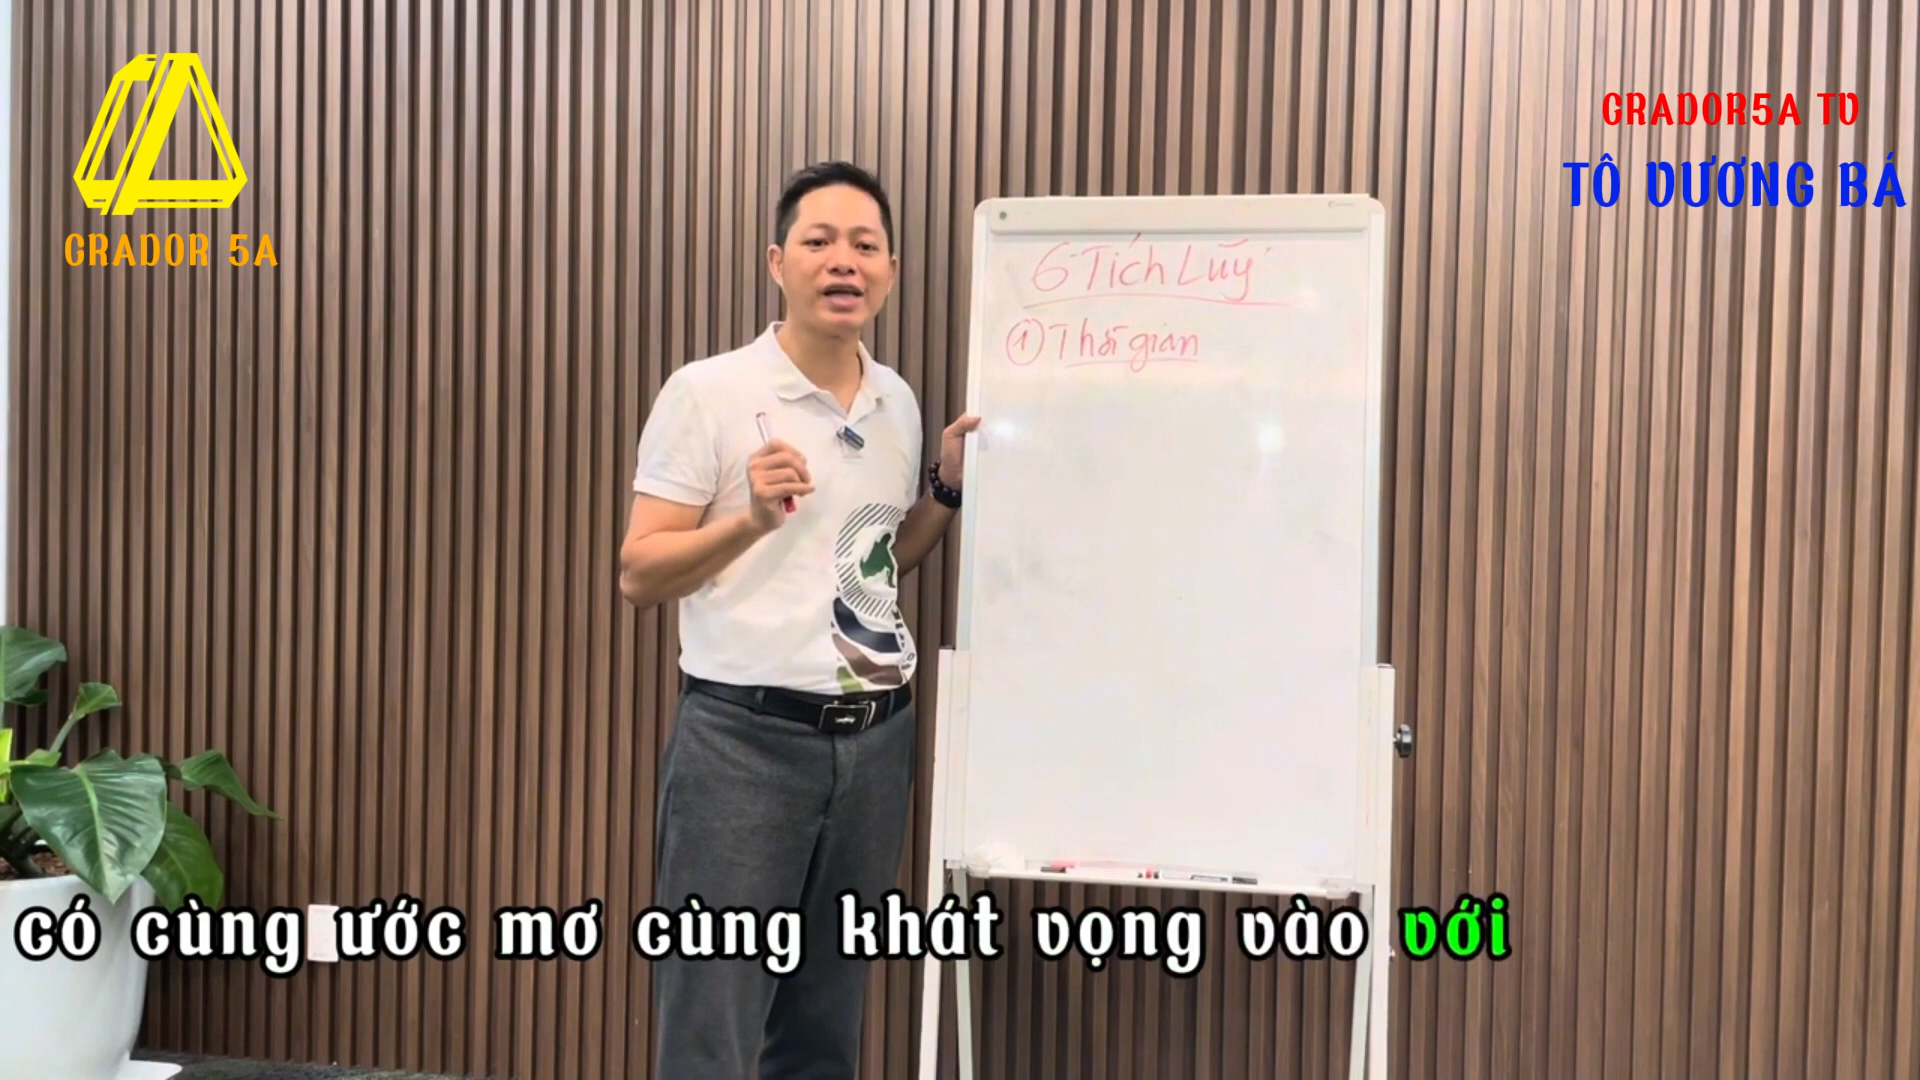 GRADOR 5A
GRADOR5A TV
TÔ VƯƠNG BÁ
6 Tích Lũy
① Thời gian
có cùng ước mơ cùng khát vọng vào với